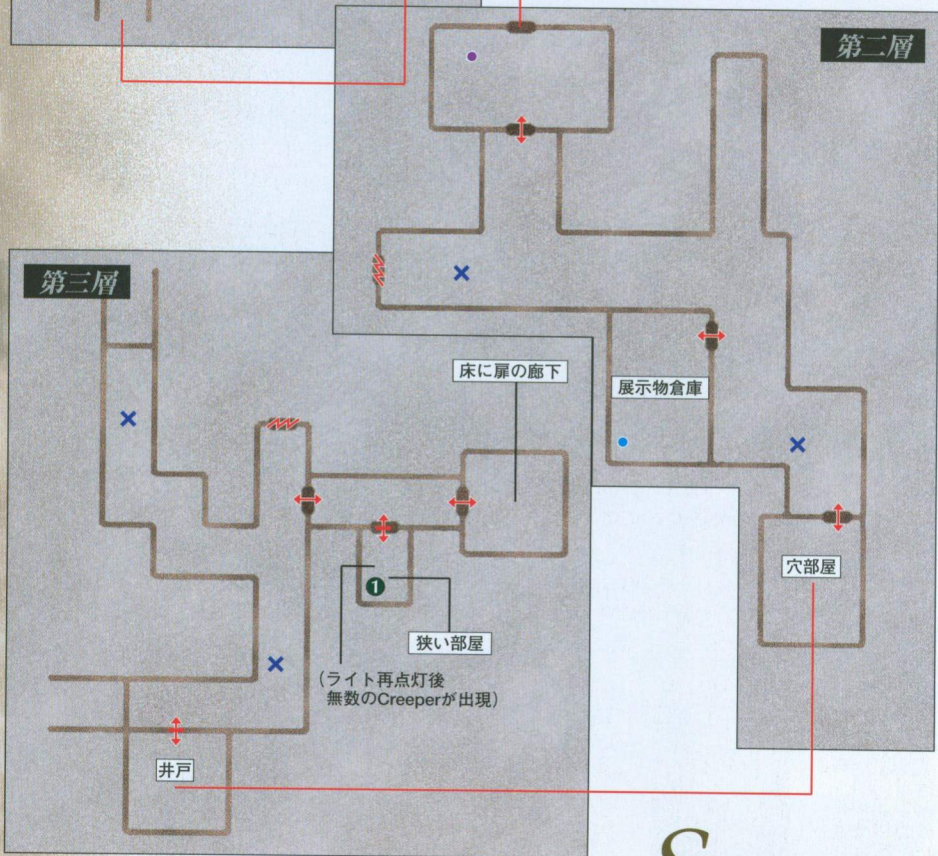 第二層
第三層
床に扉の廊下
展示物倉庫
穴部屋
1
狭い部屋
(ライト再点灯後
無数のCreeperが出現)
井戸
S